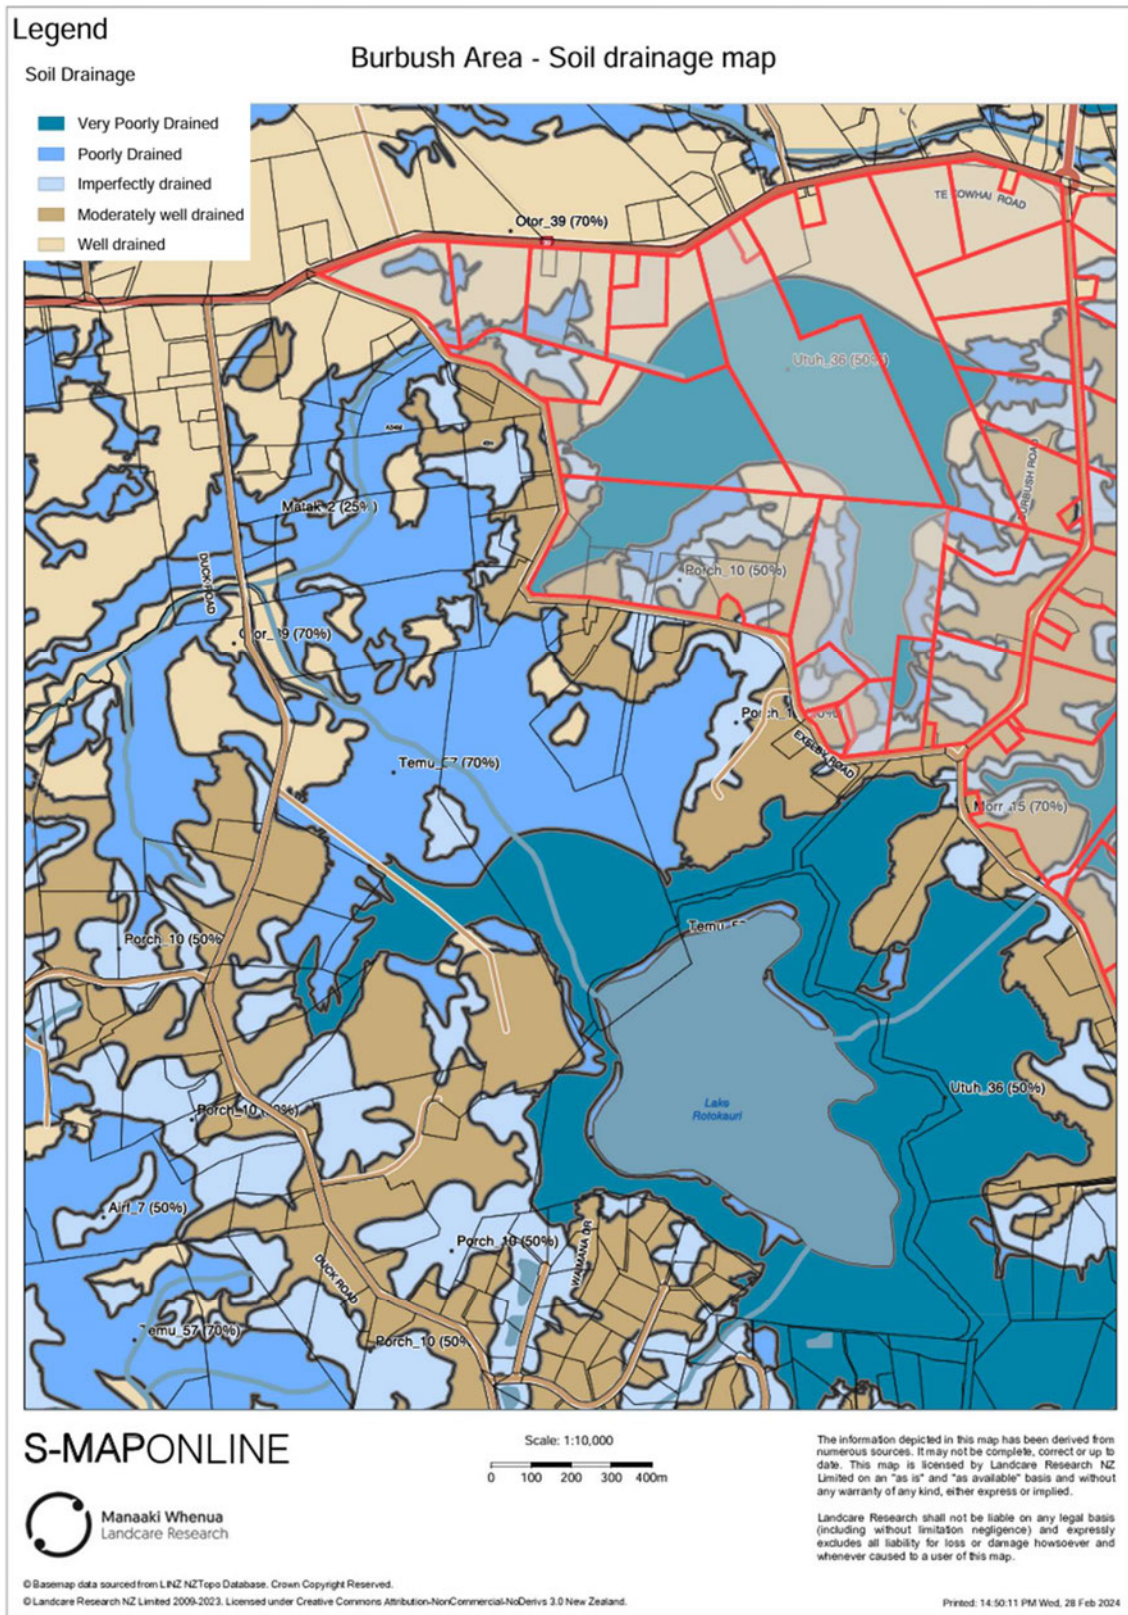 Legend
Burbush Area - Soil drainage map
Soil Drainage
Very Poorly Drained
Poorly Drained
Imperfectly drained
Moderately well drained
Well drained
TE KOWHAI ROAD
Otor_39 (70%)
Utuh_36 (50%)
BURBUSH ROAD
Matak_2 (25%)
DUCK ROAD
Porch_10 (50%)
Otor_39 (70%)
EXELBY ROAD
Temu_57 (70%)
Morr_15 (70%)
Porch_10 (50%
Lake
Rotokauri
Utuh_36 (50%)
Airf_7 (50%)
Porch_10 (50%)
WAIMANA DR
DUCK ROAD
Temu_57 (70%)
Porch_10 (50%
S-MAPONLINE
Scale: 1:10,000
0 100 200 300 400m
Manaaki Whenua
Landcare Research
The information depicted in this map has been derived from
numerous sources. It may not be complete, correct or up to
date. This map is licensed by Landcare Research NZ
Limited on an "as is" and "as available" basis and without
any warranty of any kind, either express or implied.
Landcare Research shall not be liable on any legal basis
(including without limitation negligence) and expressly
excludes all liability for loss or damage howsoever and
whenever caused to a user of this map.
© Basemap data sourced from LINZ NZTopo Database. Crown Copyright Reserved.
© Landcare Research NZ Limited 2009-2023. Licensed under Creative Commons Attribution-NonCommercial-NoDerivs 3.0 New Zealand.
Printed: 14:50:11 PM Wed, 28 Feb 2024